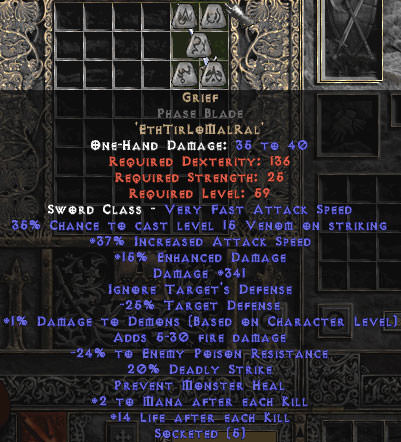 Grief
Phase Blade
'EthTirLoMalRal'
One-Hand Damage: 35 to 40
Required Dexterity: 136
Required Strength: 25
Required Level: 59
Sword Class - Very Fast Attack Speed
35% Chance to cast level 15 Venom on striking
+37% Increased Attack Speed
+15% Enhanced Damage
Damage +341
Ignore Target's Defense
-25% Target Defense
+1% Damage to Demons (Based on Character Level)
Adds 5-30 fire damage
-24% to Enemy Poison Resistance
20% Deadly Strike
Prevent Monster Heal
+2 to Mana after each Kill
+14 Life after each Kill
Socketed (5)